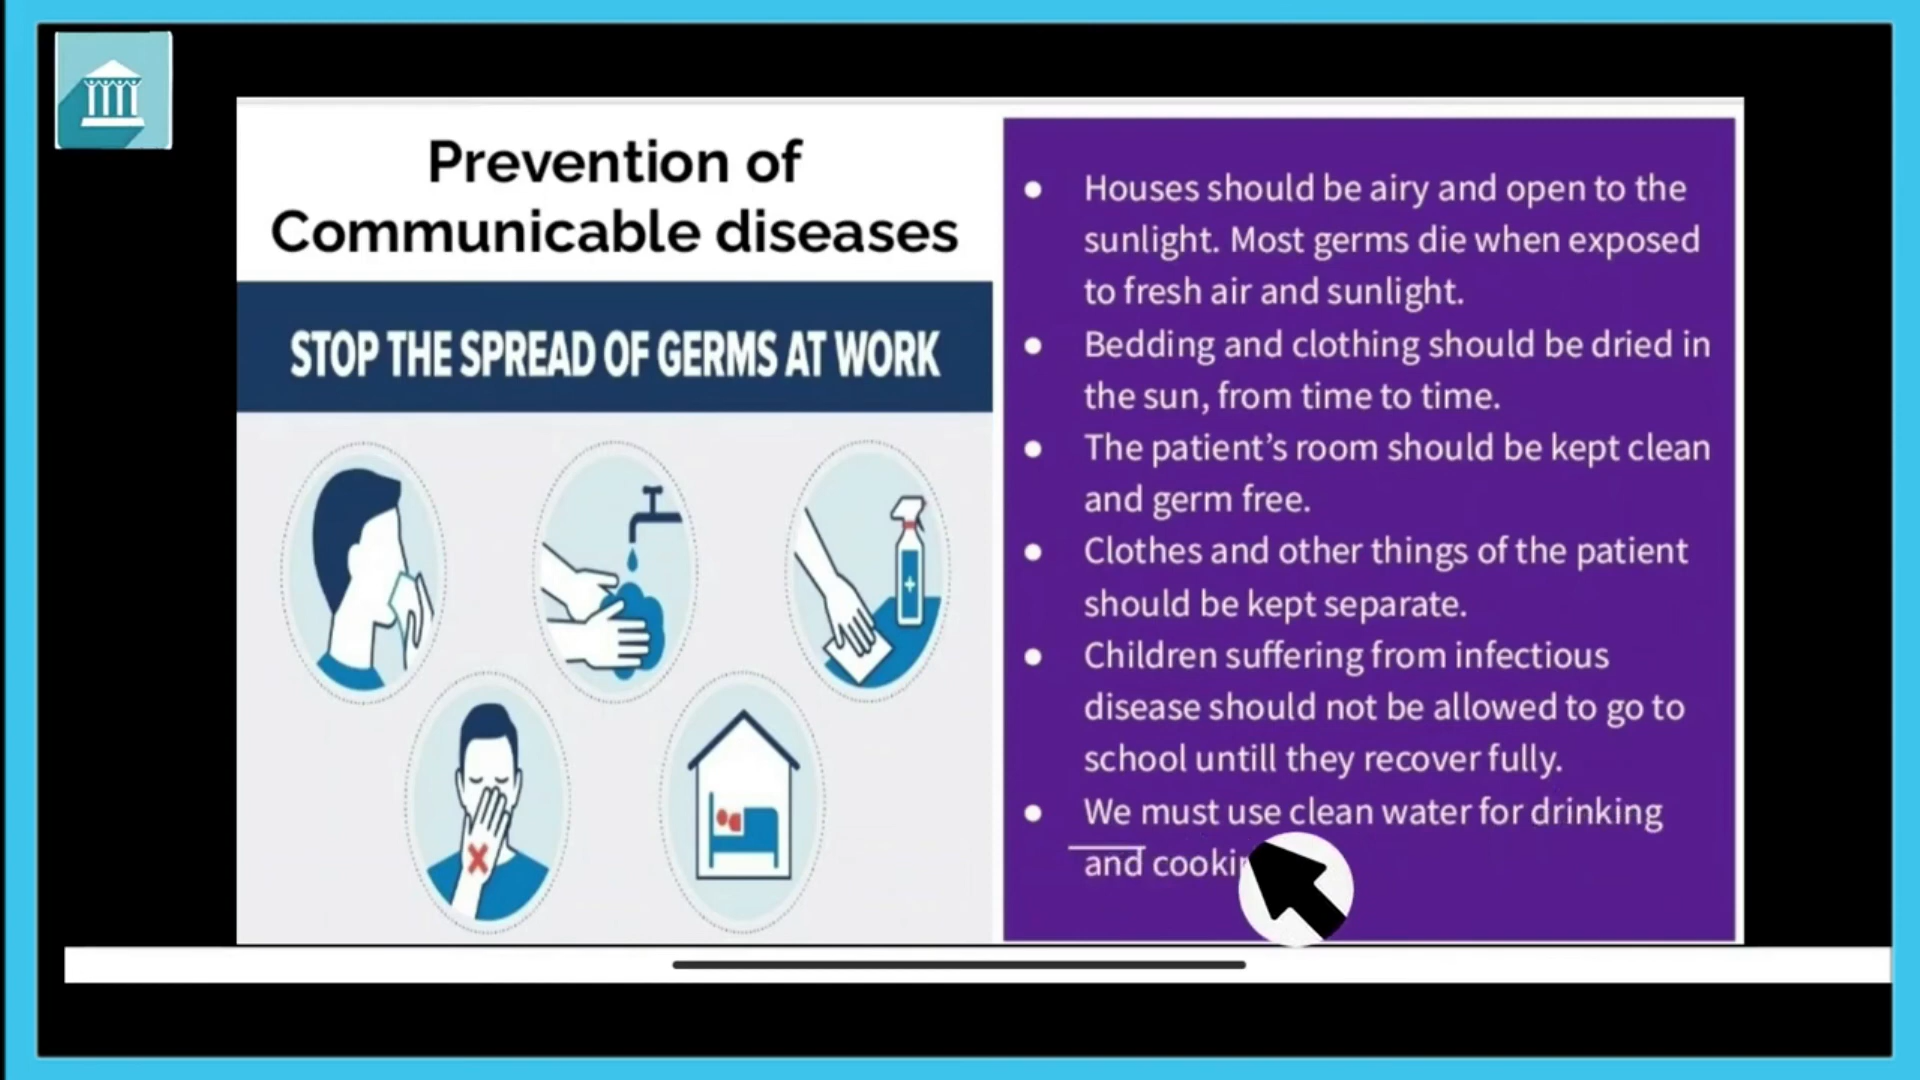 Prevention of
Communicable diseases
STOP THE SPREAD OF GERMS AT WORK
● Houses should be airy and open to the
sunlight. Most germs die when exposed
to fresh air and sunlight.
● Bedding and clothing should be dried in
the sun, from time to time.
● The patient's room should be kept clean
and germ free.
● Clothes and other things of the patient
should be kept separate.
● Children suffering from infectious
disease should not be allowed to go to
school untill they recover fully.
● We must use clean water for drinking
and